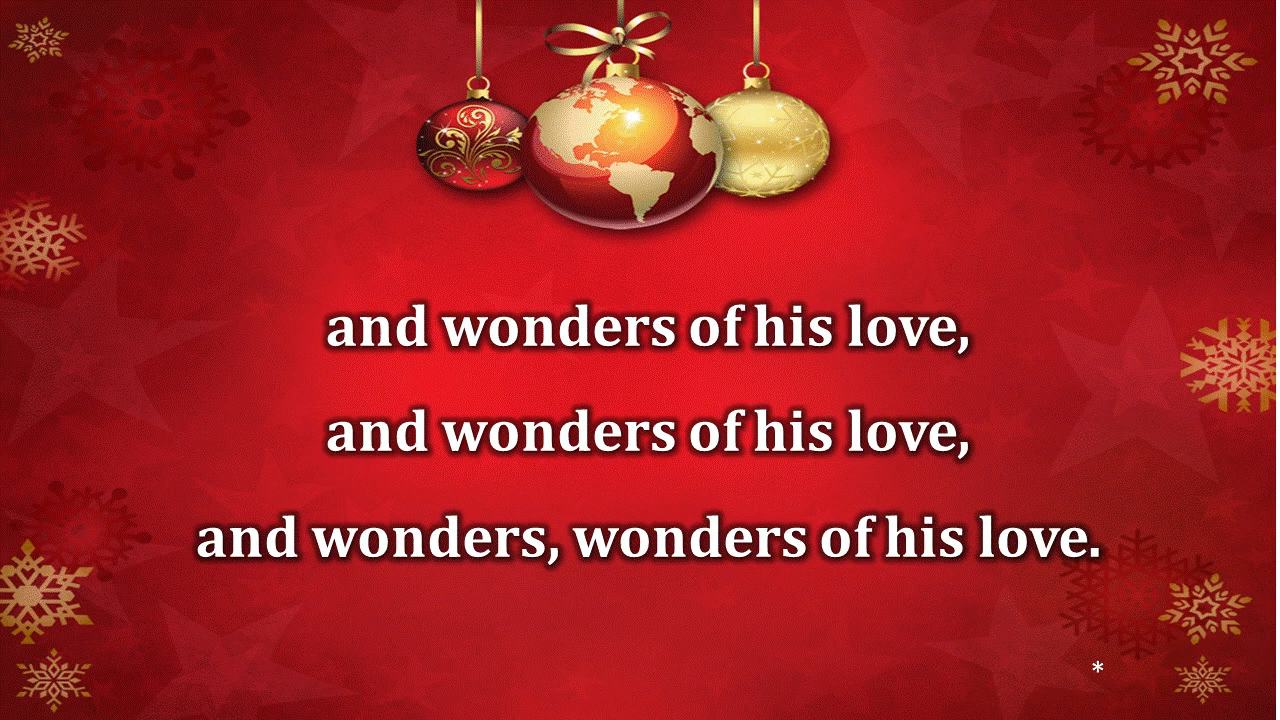 and wonders of his love,
and wonders of his love,
and wonders, wonders of his love.
*